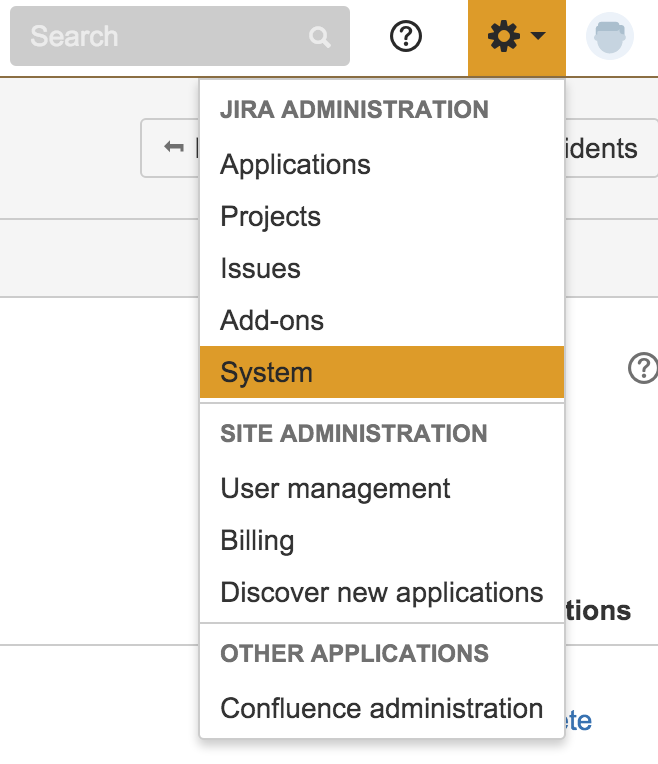 Search
JIRA ADMINISTRATION
Applications
idents
Projects
Issues
Add-ons
System
SITE ADMINISTRATION
User management
Billing
Discover new applications
tions
OTHER APPLICATIONS
Confluence administration
ete